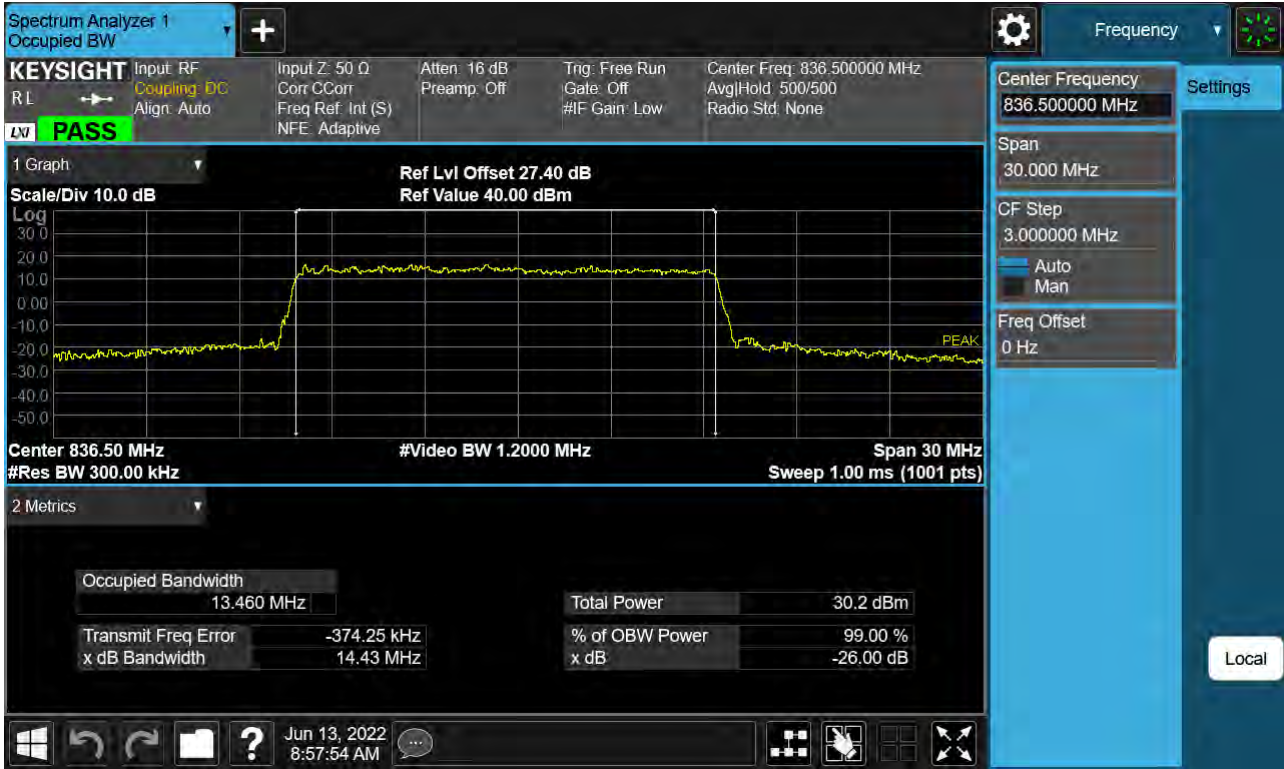 Spectrum Analyzer 1
Occupied BW
Frequency
KEYSIGHT
RL
LXI PASS
Input: RF
Coupling: DC
Align: Auto
Input Z: 50 Ω
Corr CCorr
Freq Ref: Int (S)
NFE: Adaptive
Atten: 16 dB
Preamp: Off
Trig: Free Run
Gate: Off
#IF Gain: Low
Center Freq: 836.500000 MHz
Avg|Hold: 500/500
Radio Std: None
Center Frequency
836.500000 MHz
Settings
Span
30.000 MHz
CF Step
3.000000 MHz
Auto
Man
Freq Offset
0 Hz
Local
1 Graph
Scale/Div 10.0 dB
Ref Lvl Offset 27.40 dB
Ref Value 40.00 dBm
Log
30.0
20.0
10.0
0.00
-10.0
-20.0
-30.0
-40.0
-50.0
PEAK
Center 836.50 MHz
#Video BW 1.2000 MHz
Span 30 MHz
#Res BW 300.00 kHz
Sweep 1.00 ms (1001 pts)
2 Metrics
Occupied Bandwidth
13.460 MHz
Total Power 30.2 dBm
Transmit Freq Error -374.25 kHz
% of OBW Power 99.00 %
x dB Bandwidth 14.43 MHz
x dB -26.00 dB
?
Jun 13, 2022
8:57:54 AM